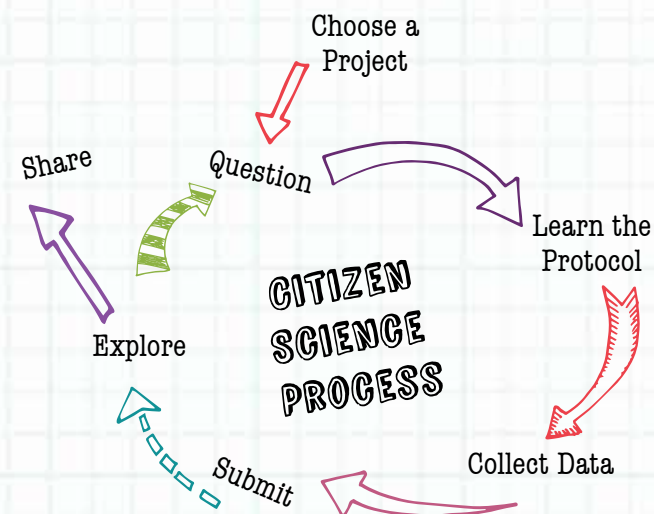 Choose a
Project
Question
Share
Learn the
Protocol
CITIZEN
SCIENCE
PROCESS
Explore
Collect Data
Submit